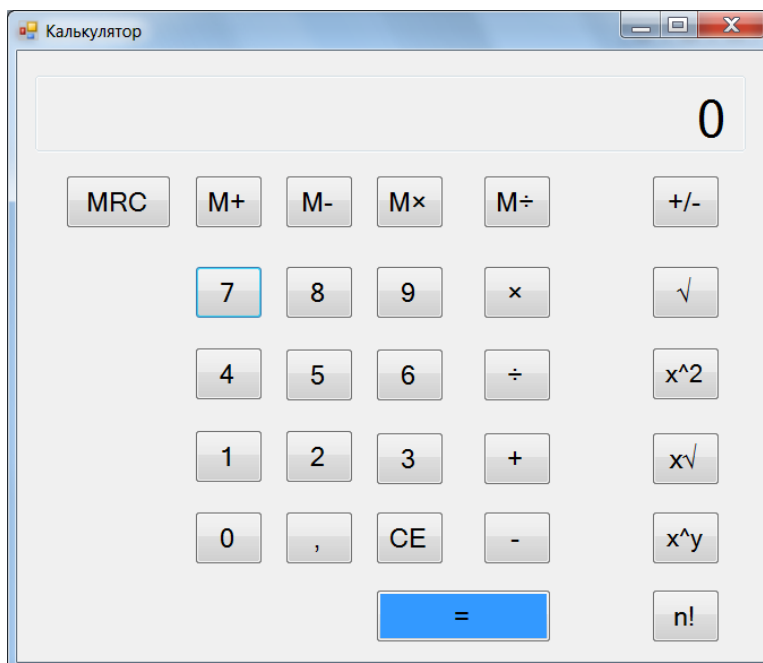 Калькулятор
0
MRC M+ M- M× M÷ +/-
7 8 9 × √
4 5 6 ÷ x^2
1 2 3 + x√
0 , CE - x^y
= n!